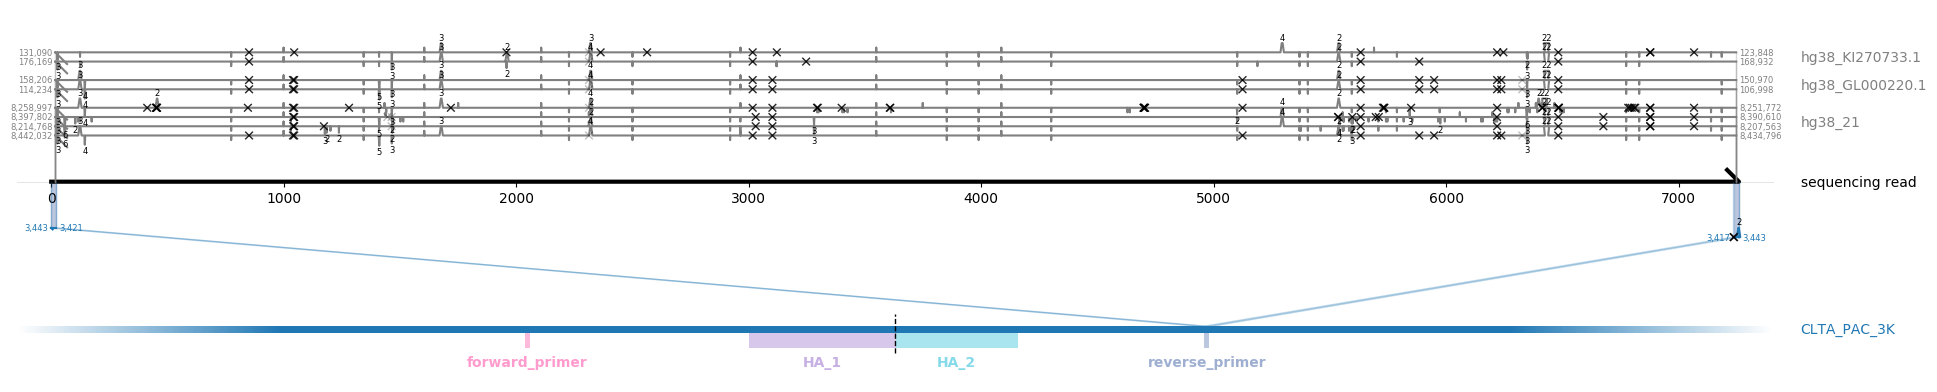 131,090
176,169
158,206
114,234
8,258,997
8,397,802
8,214,768
8,442,032
123,848
168,932
150,970
106,998
8,251,772
8,390,610
8,207,563
8,434,796
hg38_KI270733.1
hg38_GL000220.1
hg38_21
sequencing read
0 1000 2000 3000 4000 5000 6000 7000
3,443 3,421
2
3,417 3,443
CLTA_PAC_3K
forward_primer HA_1 HA_2 reverse_primer